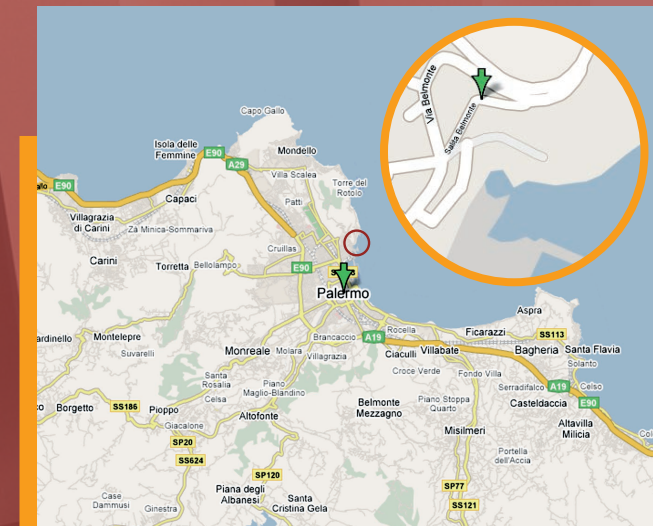 Via Belmonte
Salita Belmonte
Capo Gallo
Isola delle
Femmine
E90
Mondello
A29
Villa Scalea
Torre del
Rotolo
E90
Capaci
Patti
Villagrazia
di Carini
Za Minica-Sommariva
Cruillas
Carini
Torretta
Bellolampo
E90
Palermo
Aspra
ardinello
Montelepre
Brancaccio
A19
Rocella
Ficarazzi
SS113
Suvarelli
Monreale
Molara
Villagrazia
Ciaculli
Villabate
Bagheria
Santa Flavia
Solanto
Santa
Rosalia
Croce Verde
Fondo Villa
Piano
Maglio-Blandino
Serradifalco
A19
Celso
Borgetto
SS186
Pioppo
Celsa
Belmonte
Mezzagno
Piano Stoppa
Quarto
Casteldaccia
E90
Altofonte
Giacalone
Misilmeri
Altavilla
Milicia
SP20
SS624
Portella
dell'Accia
SP120
Piana degli
Albanesi
SP77
Case
Dammusi
Ginestra
Santa
Cristina Gela
SS121